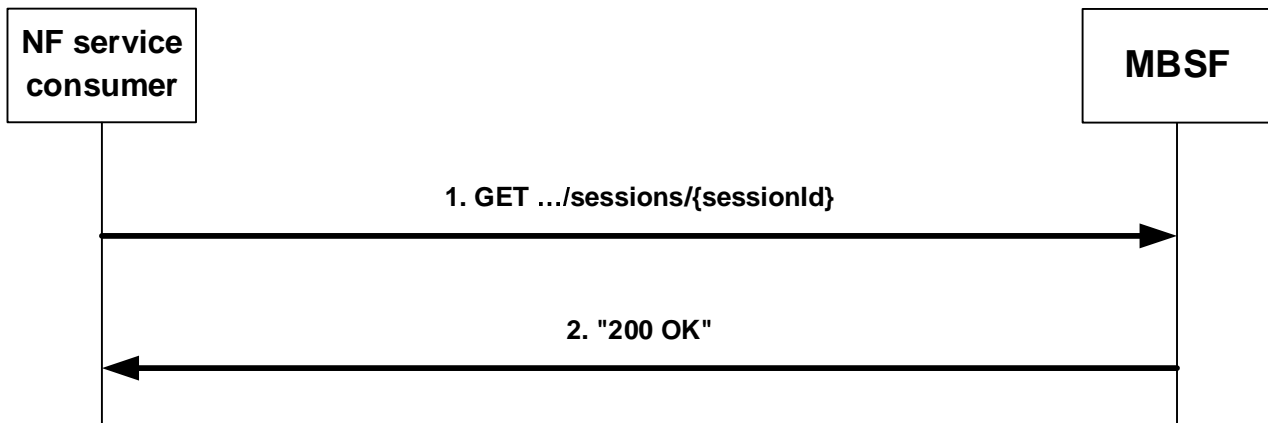 NF service
consumer
MBSF
1. GET …/sessions/{sessionId}
2. "200 OK"